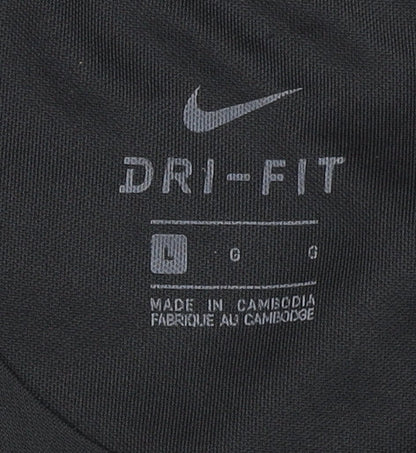 DRI-FIT
L G G
MADE IN CAMBODIA
FABRIQUE AU CAMBODGE